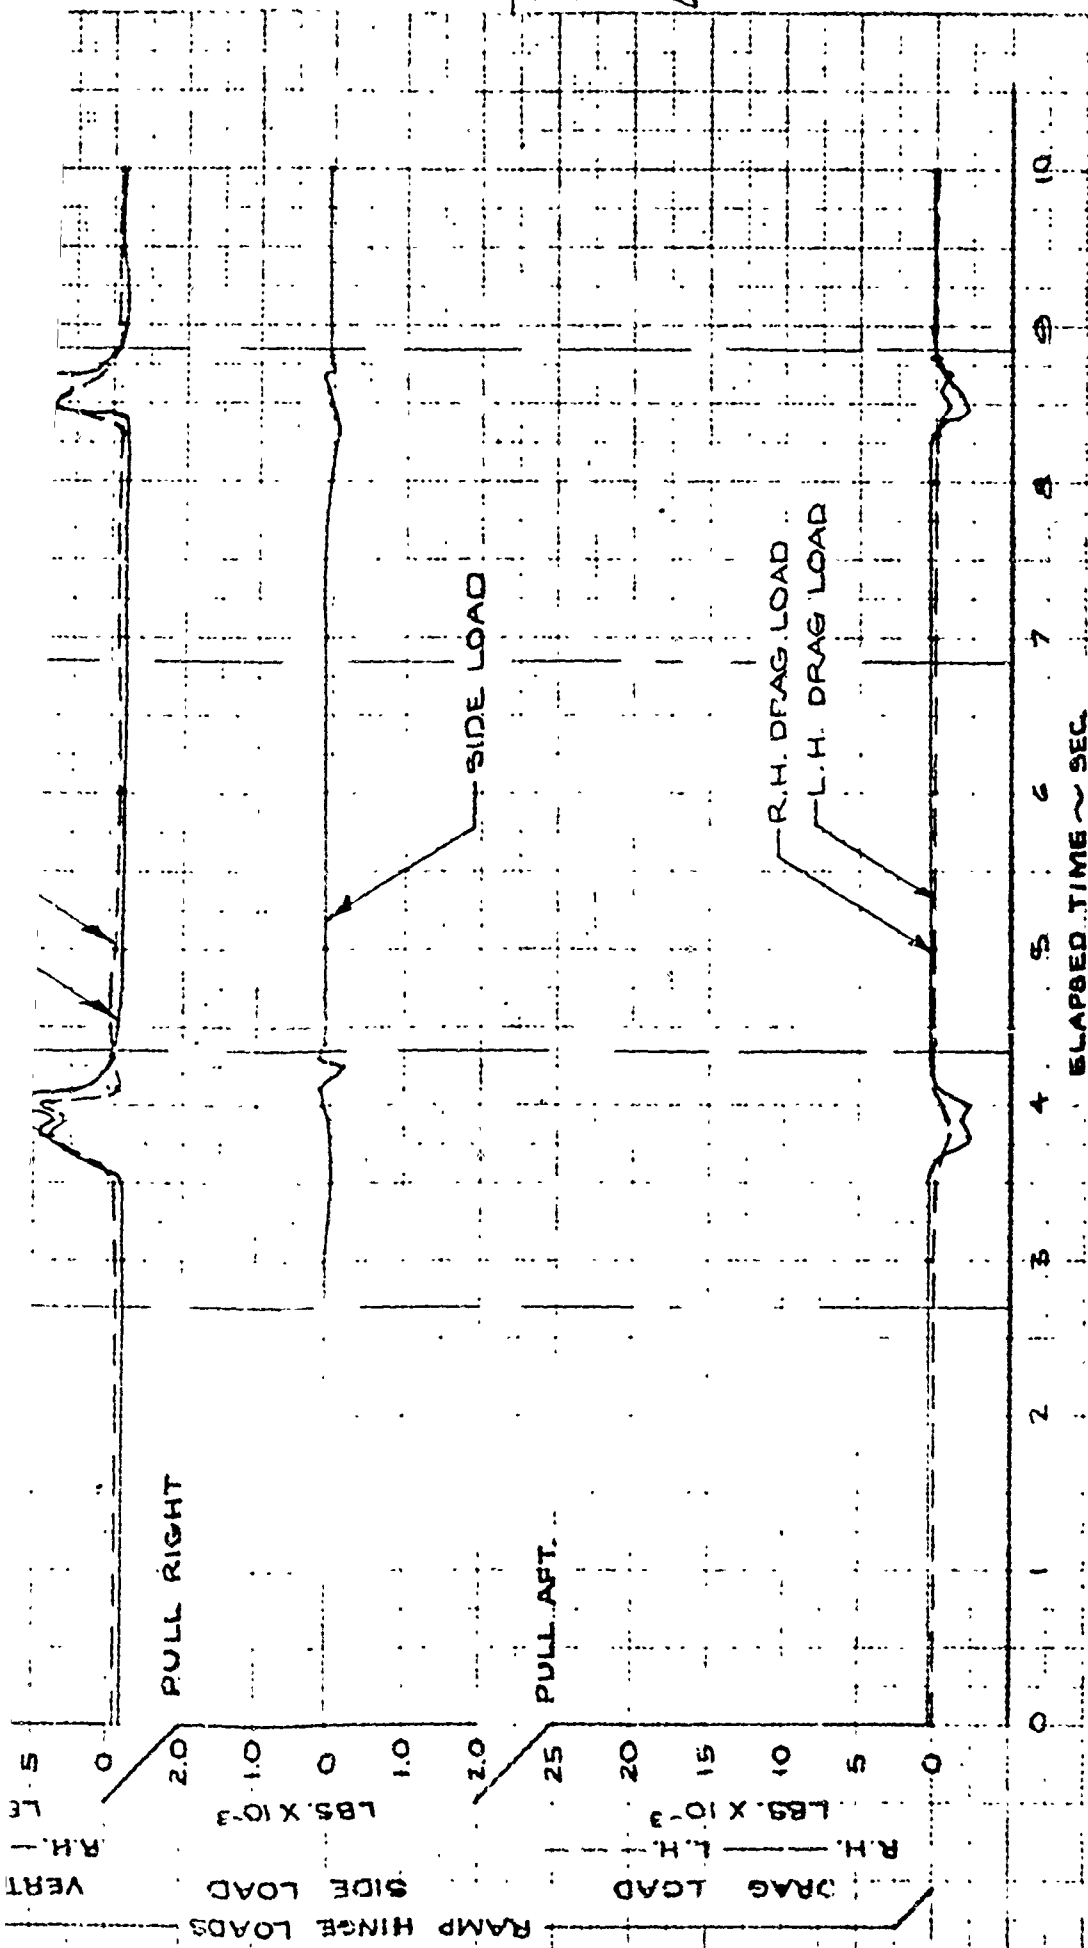 RAMP HINGE LOADS
VERT
R.H. —
LE
5
0
SIDE LOAD
LBS. X 10-3
2.0
1.0
0
1.0
2.0
PULL RIGHT
DRAG LOAD
R.H. —— L.H. ---
LBS. X 10-3
25
20
15
10
5
0
PULL AFT.
SIDE LOAD
R.H. DRAG LOAD
L.H. DRAG LOAD
0 1 2 3 4 5 6 7 8 9 10
ELAPSED TIME ~ SEC